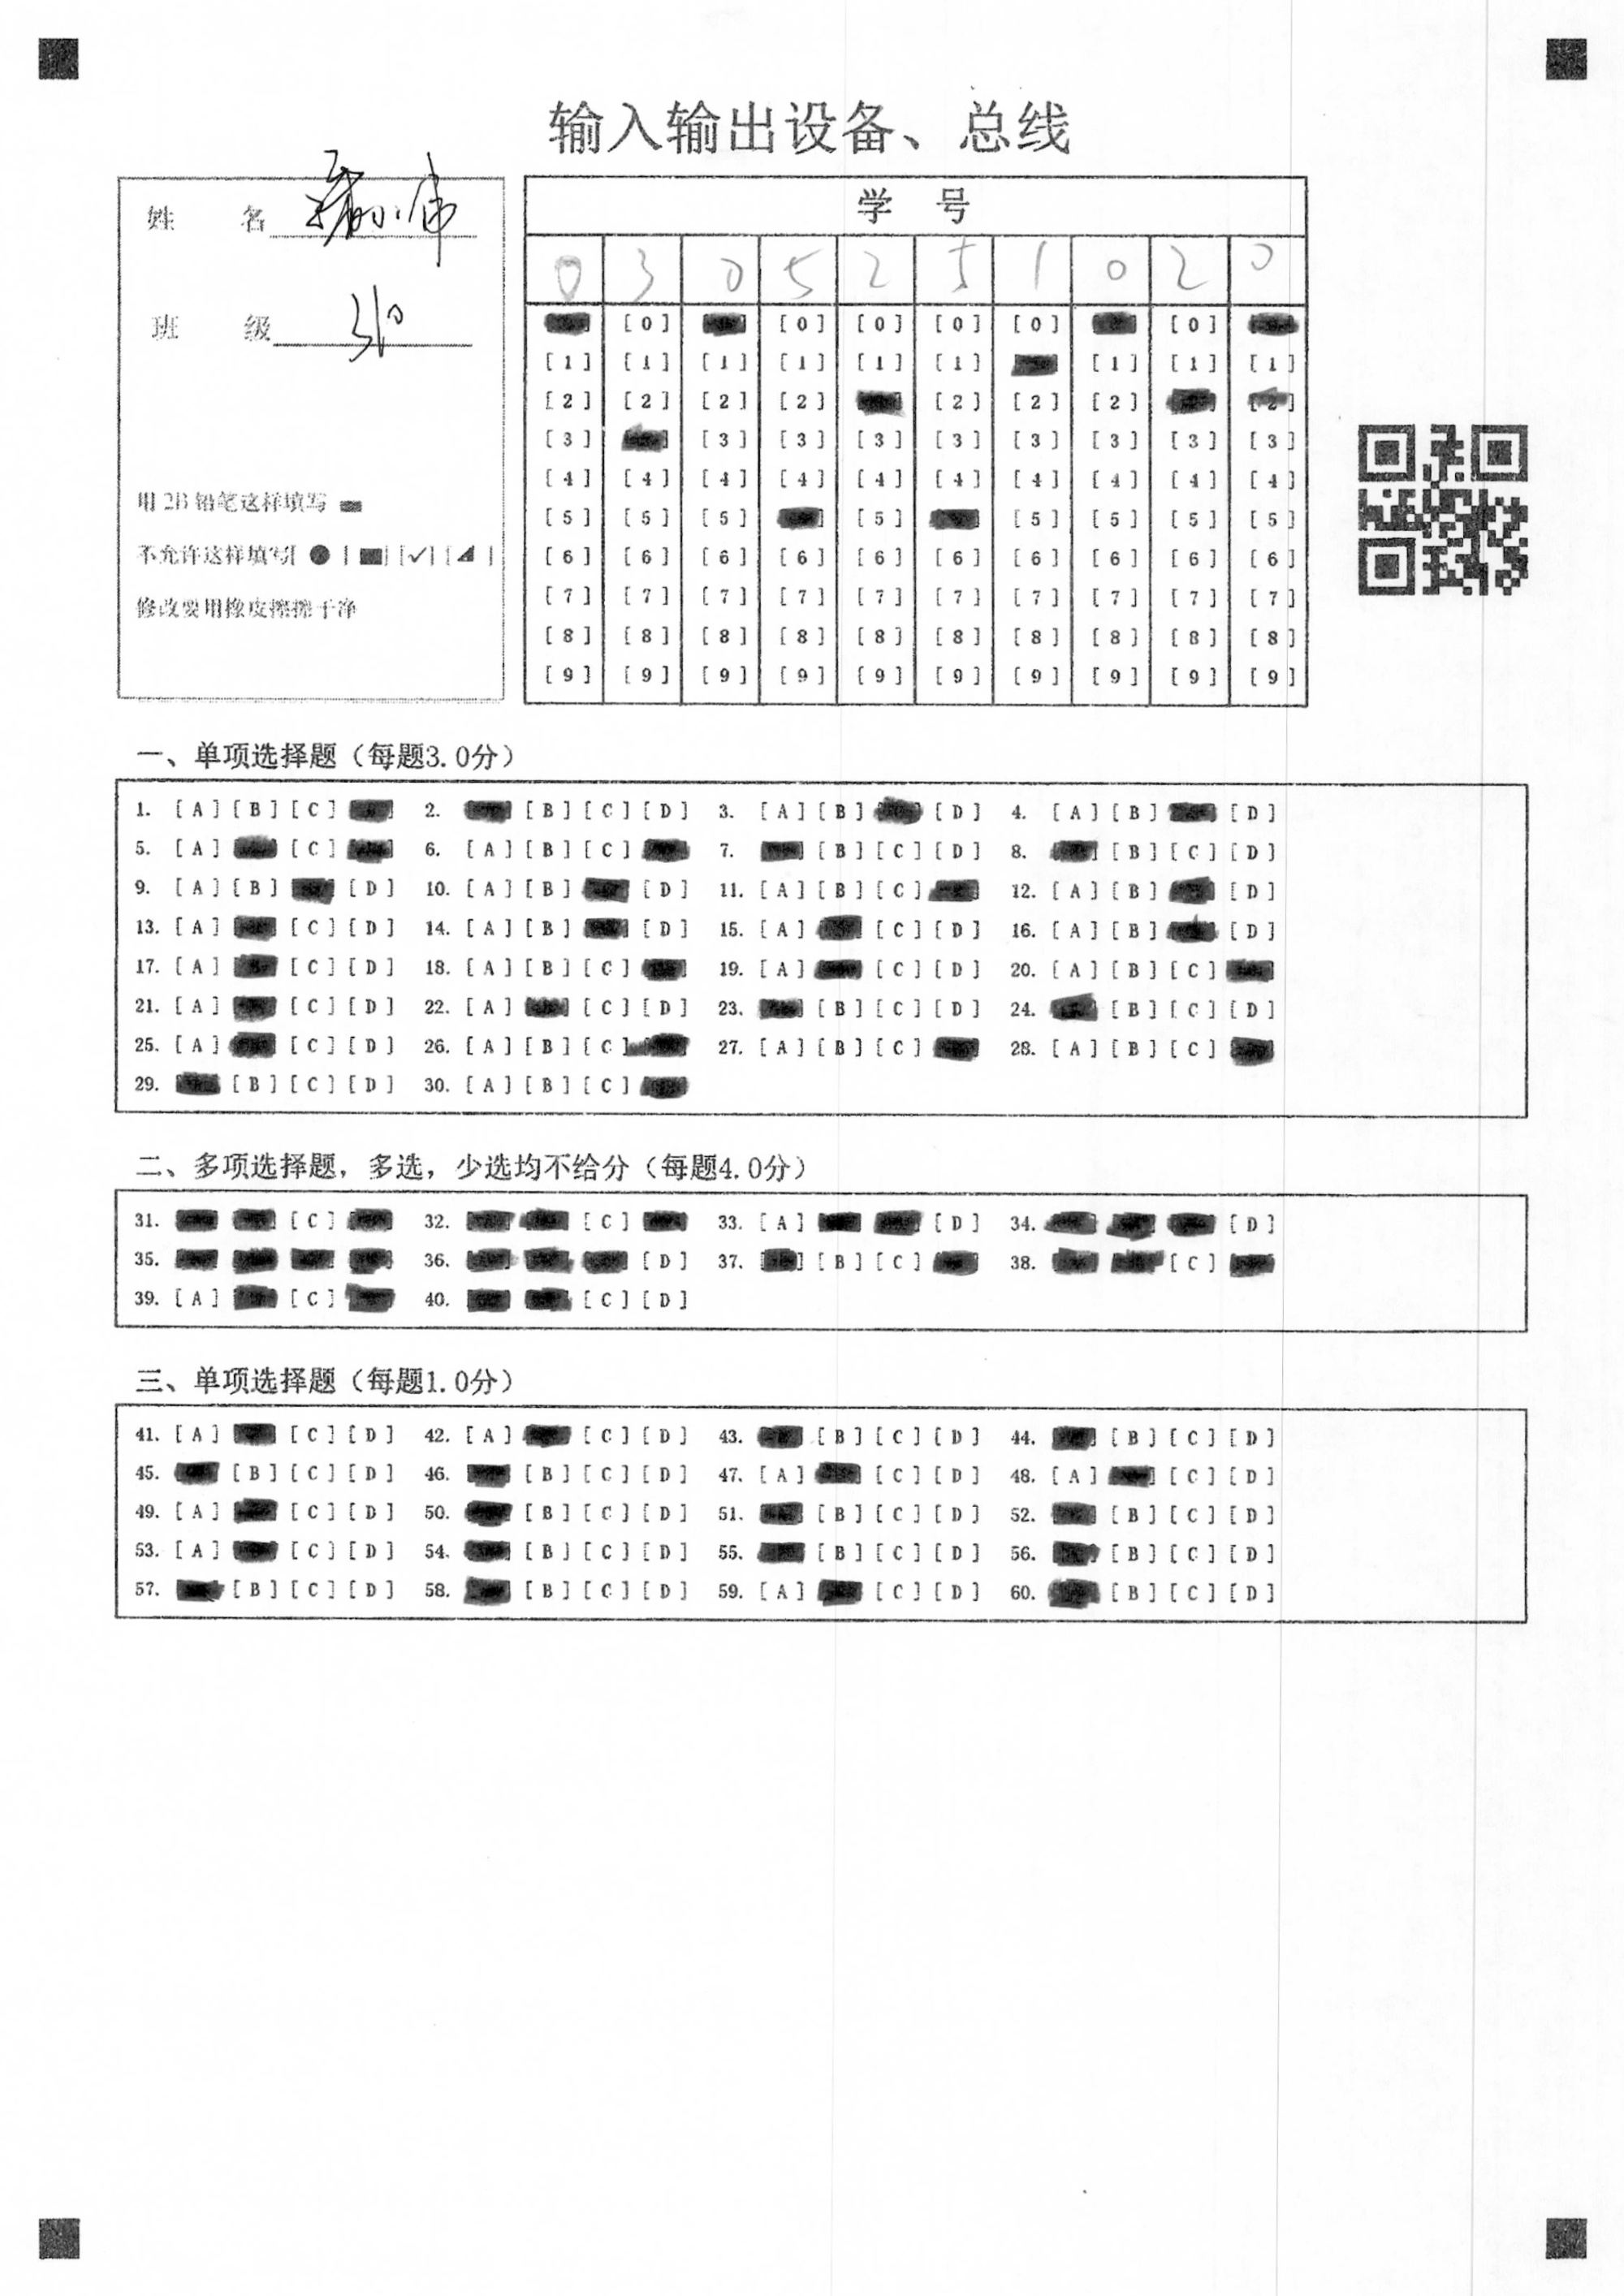 输入输出设备、总线
姓 名
班 级 310
用2B铅笔这样填写
不允许这样填写[ ● ] [ ] [✓] [ ]
修改要用橡皮擦擦干净
学 号
0 3 0 5 2 5 1 0 2 0
[0] [0] [0] [0] [0] [0]
[1] [1] [1] [1] [1] [1] [1] [1] [1]
[2] [2] [2] [2] [2] [2] [2] [2]
[3] [3] [3] [3] [3] [3] [3] [3] [3]
[4] [4] [4] [4] [4] [4] [4] [4] [4] [4]
[5] [5] [5] [5] [5] [5] [5] [5]
[6] [6] [6] [6] [6] [6] [6] [6] [6] [6]
[7] [7] [7] [7] [7] [7] [7] [7] [7] [7]
[8] [8] [8] [8] [8] [8] [8] [8] [8] [8]
[9] [9] [9] [9] [9] [9] [9] [9] [9] [9]
一、单项选择题（每题3.0分）
1. [A] [B] [C] 2. [B] [C] [D] 3. [A] [B] [D] 4. [A] [B] [D]
5. [A] [C] 6. [A] [B] [C] 7. [B] [C] [D] 8. [B] [C] [D]
9. [A] [B] [D] 10. [A] [B] [D] 11. [A] [B] [C] 12. [A] [B] [D]
13. [A] [C] [D] 14. [A] [B] [D] 15. [A] [C] [D] 16. [A] [B] [D]
17. [A] [C] [D] 18. [A] [B] [C] 19. [A] [C] [D] 20. [A] [B] [C]
21. [A] [C] [D] 22. [A] [C] [D] 23. [B] [C] [D] 24. [B] [C] [D]
25. [A] [C] [D] 26. [A] [B] [C] 27. [A] [B] [C] 28. [A] [B] [C]
29. [B] [C] [D] 30. [A] [B] [C]
二、多项选择题，多选，少选均不给分（每题4.0分）
31. [C] 32. [C] 33. [A] [D] 34. [D]
35. 36. [D] 37. [B] [C] 38. [C]
39. [A] [C] 40. [C] [D]
三、单项选择题（每题1.0分）
41. [A] [C] [D] 42. [A] [C] [D] 43. [B] [C] [D] 44. [B] [C] [D]
45. [B] [C] [D] 46. [B] [C] [D] 47. [A] [C] [D] 48. [A] [C] [D]
49. [A] [C] [D] 50. [B] [C] [D] 51. [B] [C] [D] 52. [B] [C] [D]
53. [A] [C] [D] 54. [B] [C] [D] 55. [B] [C] [D] 56. [B] [C] [D]
57. [B] [C] [D] 58. [B] [C] [D] 59. [A] [C] [D] 60. [B] [C] [D]